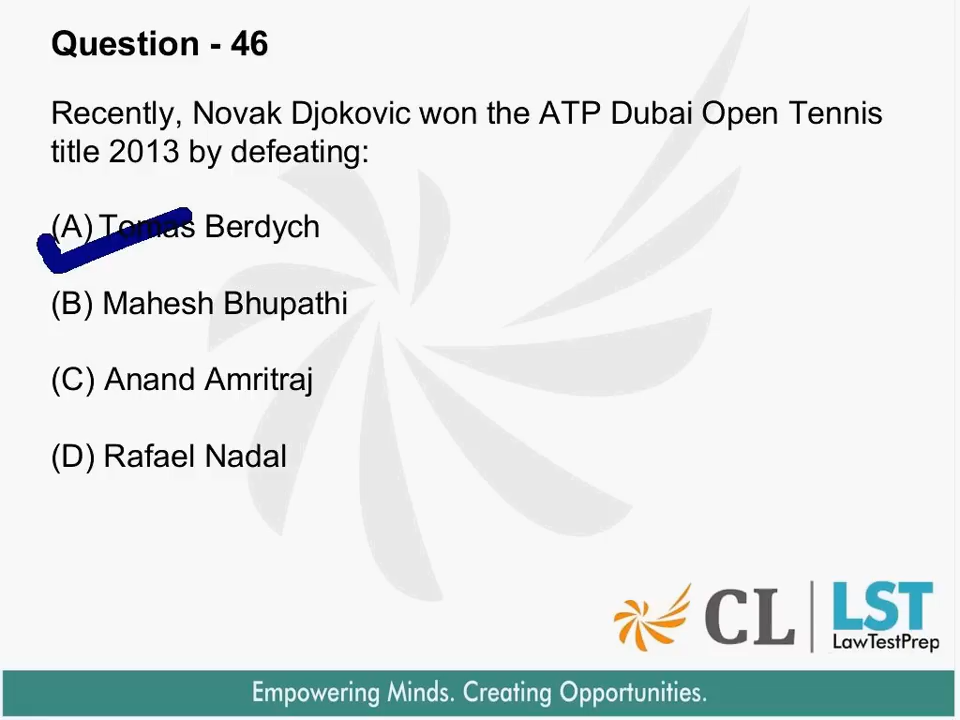 Question - 46
Recently, Novak Djokovic won the ATP Dubai Open Tennis
title 2013 by defeating:
(A) Tomas Berdych
(B) Mahesh Bhupathi
(C) Anand Amritraj
(D) Rafael Nadal
CL LST
LawTestPrep
Empowering Minds. Creating Opportunities.